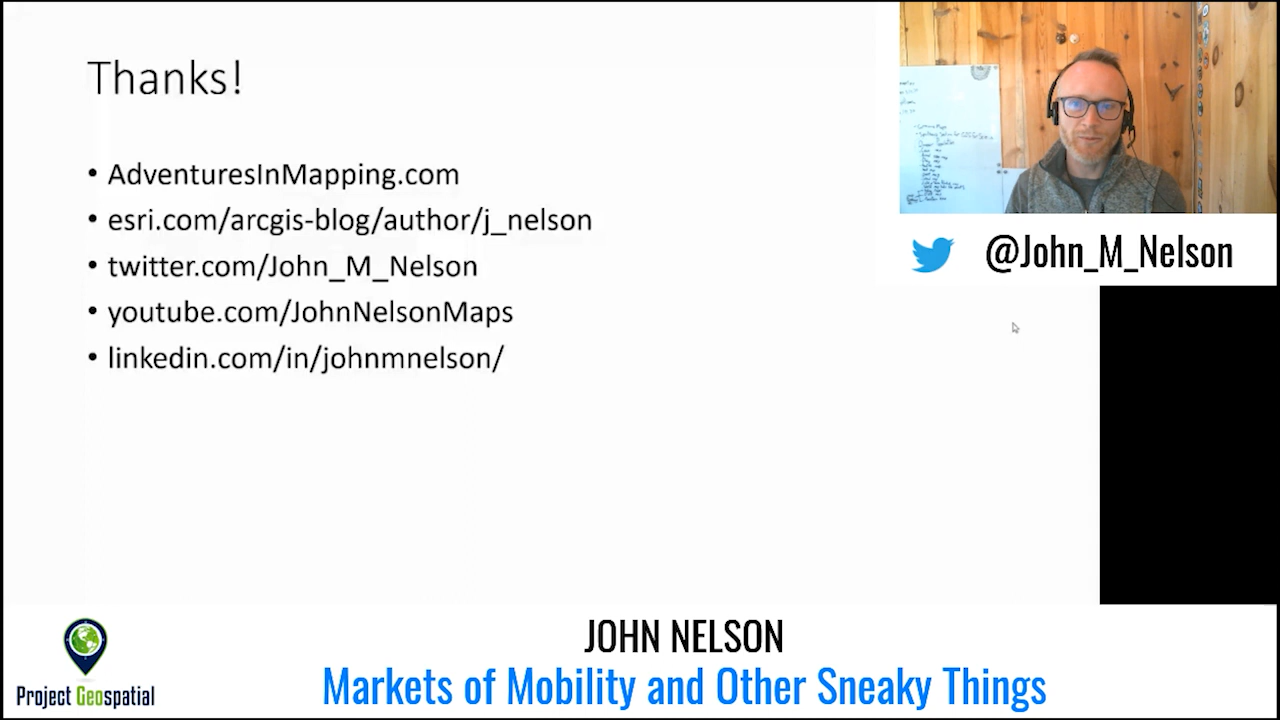 Thanks!
• AdventuresInMapping.com
• esri.com/arcgis-blog/author/j_nelson
• twitter.com/John_M_Nelson
• youtube.com/JohnNelsonMaps
• linkedin.com/in/johnmnelson/
@John_M_Nelson
JOHN NELSON
Markets of Mobility and Other Sneaky Things
Project Geospatial